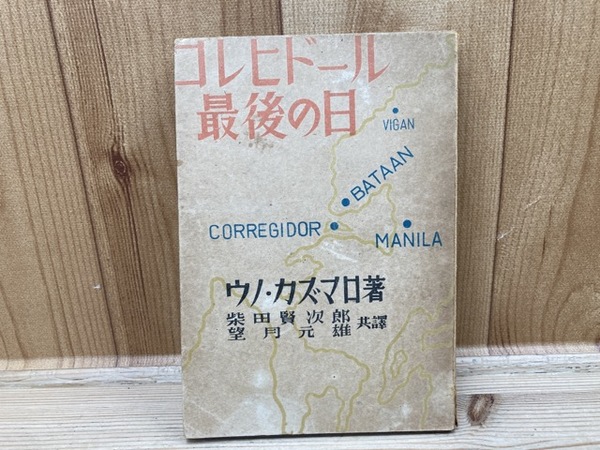 コレヒドール
最後の日
VIGAN
BATAAN
CORREGIDOR
MANILA
ウノ・カズマロ著
柴田賢次郎
望月元雄
共譯